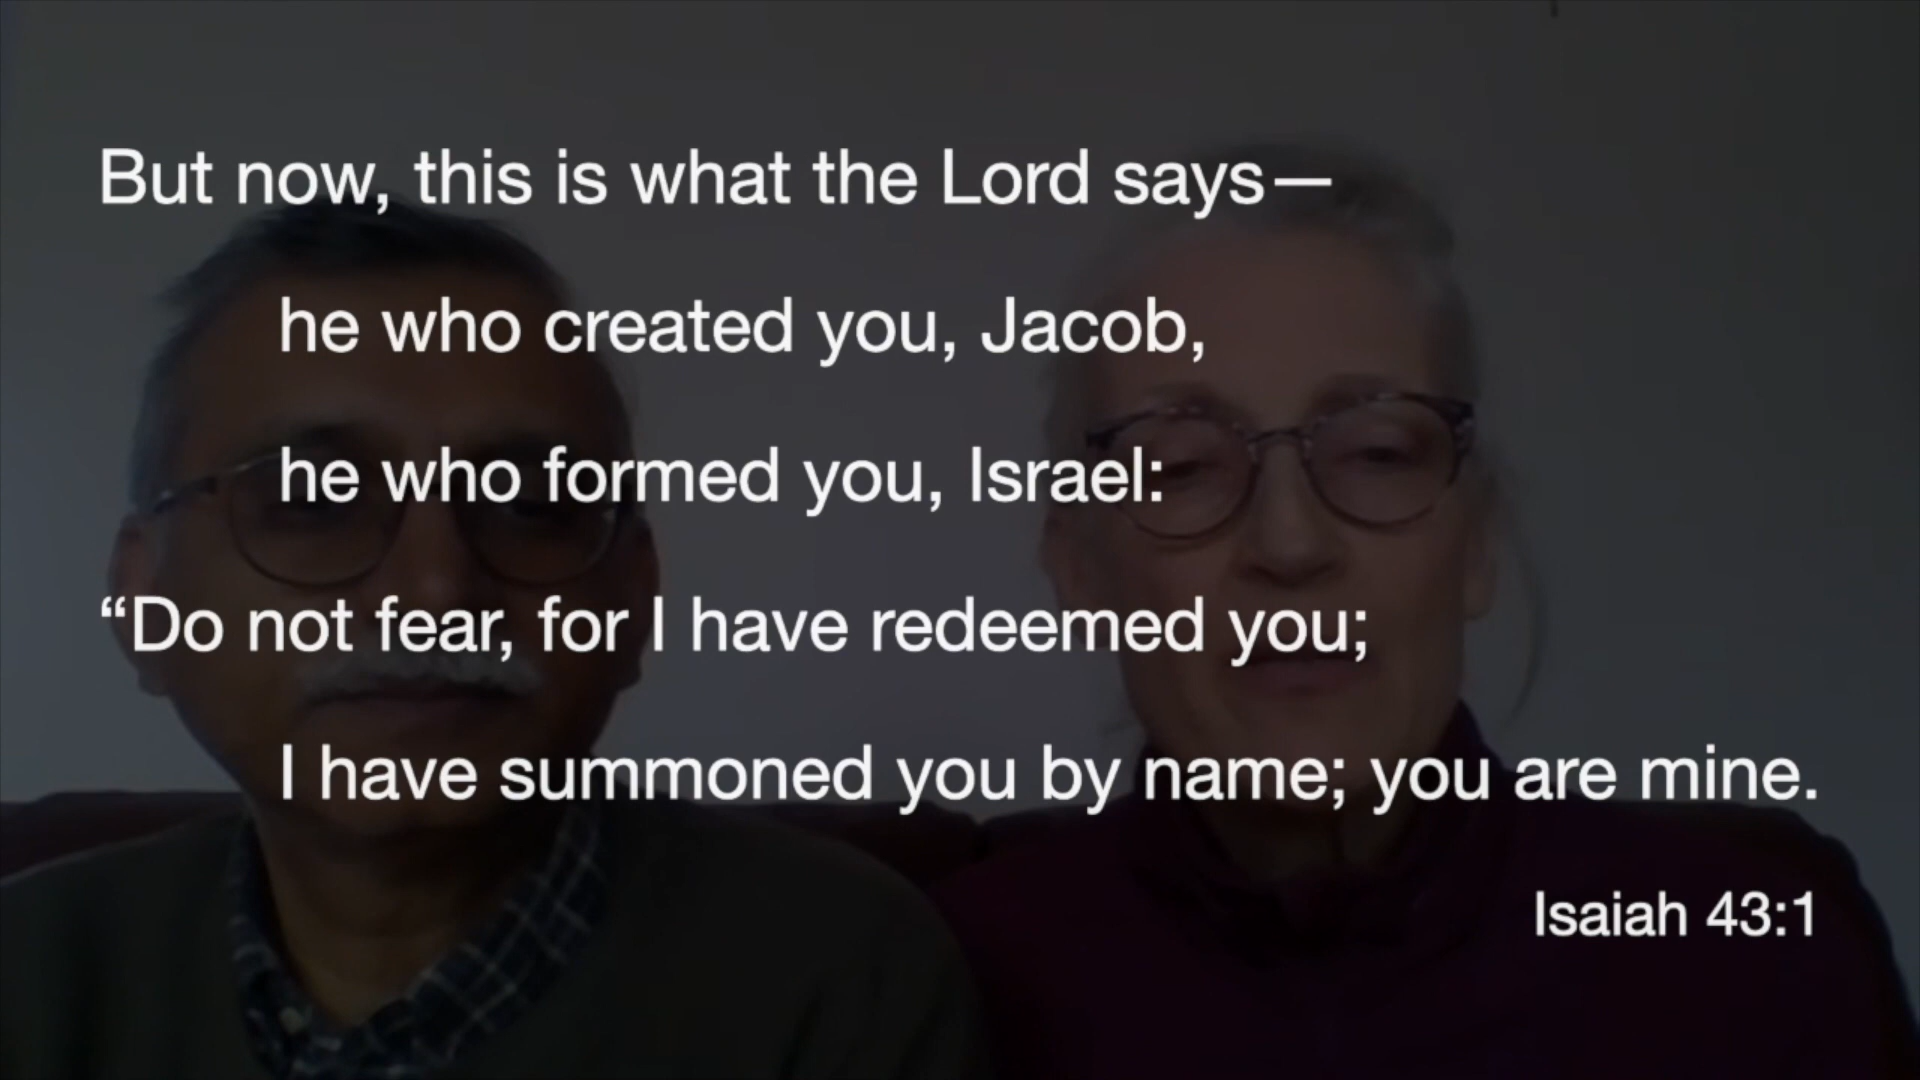 But now, this is what the Lord says—
he who created you, Jacob,
he who formed you, Israel:
“Do not fear, for I have redeemed you;
I have summoned you by name; you are mine.
Isaiah 43:1